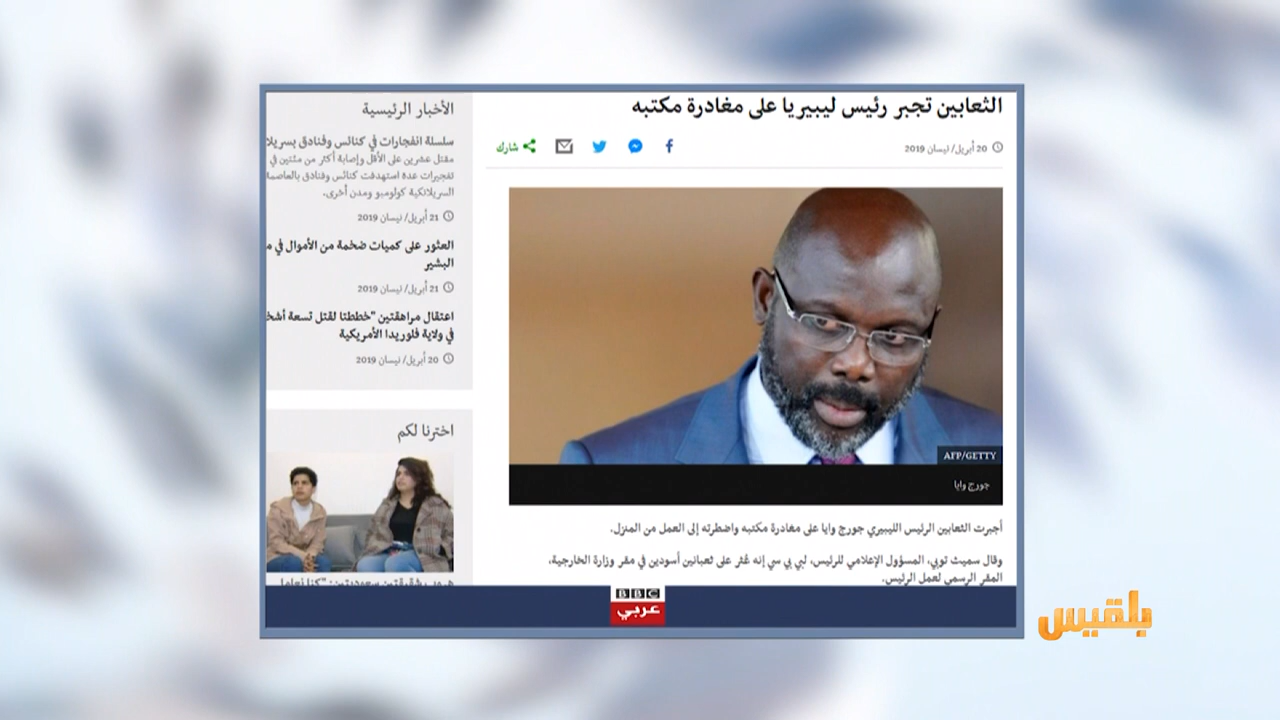 الثعابين تجبر رئيس ليبيريا على مغادرة مكتبه
20 أبريل/ نيسان 2019
شارك
AFP/GETTY
جورج وايا
أجبرت الثعابين الرئيس الليبيري جورج وايا على مغادرة مكتبه واضطرته إلى العمل من المنزل.
وقال سميث توبي، المسؤول الإعلامي للرئيس، لبي بي سي إنه عُثر على ثعبانين أسودين في مقر وزارة الخارجية،
المقر الرسمي لعمل الرئيس.
الأخبار الرئيسية
سلسلة انفجارات في كنائس وفنادق بسريلا
مقتل عشرين على الأقل وإصابة أكثر من مئتين في
تفجيرات عدة استهدفت كنائس وفنادق بالعاصمة
السريلانكية كولومبو ومدن أخرى.
21 أبريل/ نيسان 2019
العثور على كميات ضخمة من الأموال في م
البشير
21 أبريل/ نيسان 2019
اعتقال مراهقتين "خططتا لقتل تسعة أشخ
في ولاية فلوريدا الأمريكية
20 أبريل/ نيسان 2019
اخترنا لكم
شقيقتين سعوديتين: "كنا نعامل
BBC
عربي
بلقيس